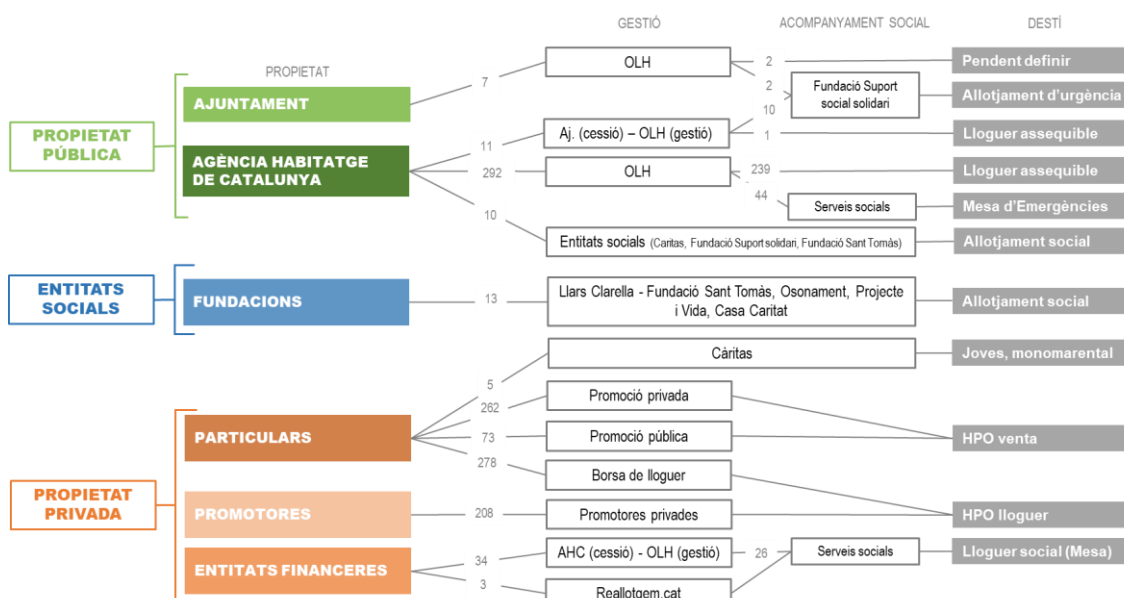 GESTIÓ
ACOMPANYAMENT SOCIAL
DESTÍ
PROPIETAT
PROPIETAT
PÚBLICA
AJUNTAMENT
7
OLH
2
Pendent definir
2
Fundació Suport
social solidari
Allotjament d'urgència
10
AGÈNCIA HABITATGE
DE CATALUNYA
11
Aj. (cessió) – OLH (gestió)
1
Lloguer assequible
292
OLH
239
Lloguer assequible
44
Serveis socials
Mesa d'Emergències
10
Entitats socials (Caritas, Fundació Suport solidari, Fundació Sant Tomàs)
Allotjament social
ENTITATS
SOCIALS
FUNDACIONS
13
Llars Clarella - Fundació Sant Tomàs, Osonament, Projecte
i Vida, Casa Caritat
Allotjament social
PROPIETAT
PRIVADA
PARTICULARS
5
Càritas
Joves, monomarental
262
Promoció privada
73
Promoció pública
HPO venta
278
Borsa de lloguer
PROMOTORES
208
Promotores privades
HPO lloguer
ENTITATS FINANCERES
34
AHC (cessió) - OLH (gestió)
26
Serveis socials
Lloguer social (Mesa)
3
Reallotgem.cat